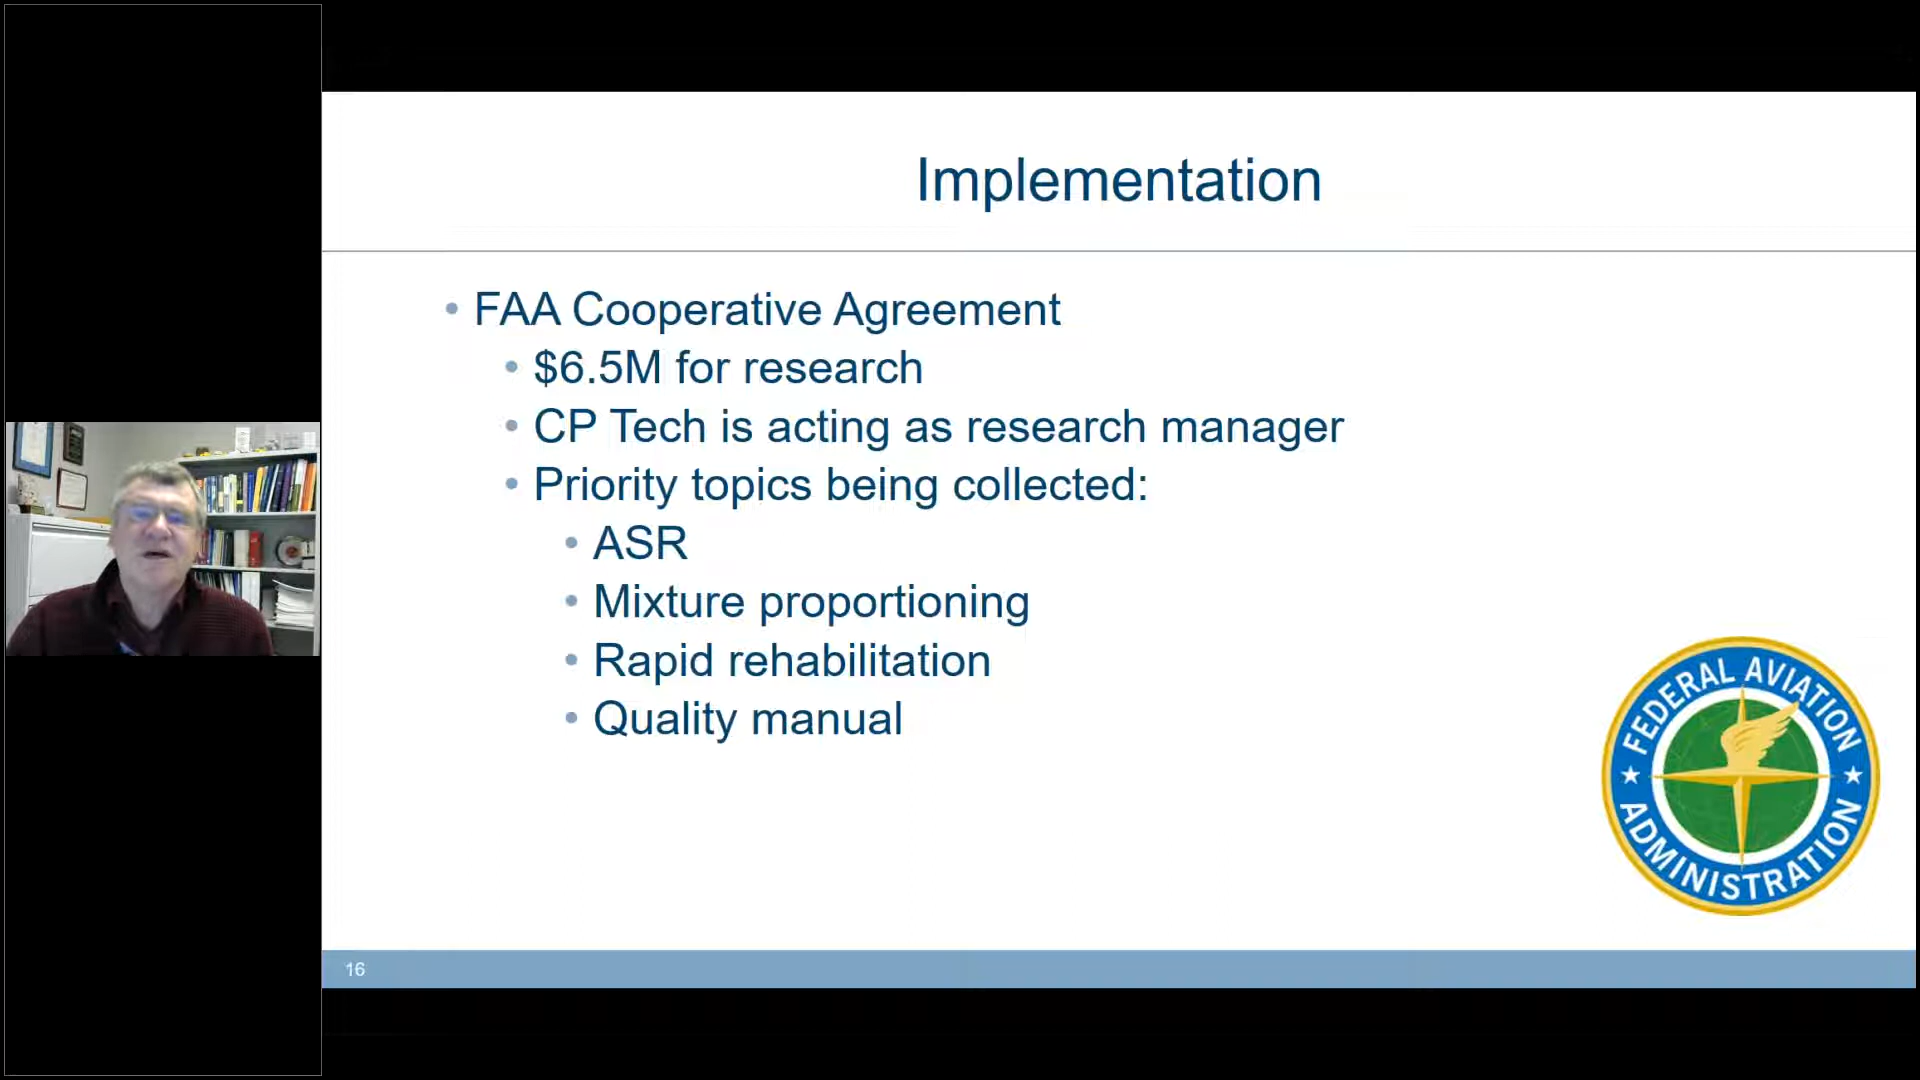 Implementation
FAA Cooperative Agreement
$6.5M for research
CP Tech is acting as research manager
Priority topics being collected:
ASR
Mixture proportioning
Rapid rehabilitation
Quality manual
FEDERAL AVIATION
ADMINISTRATION
16